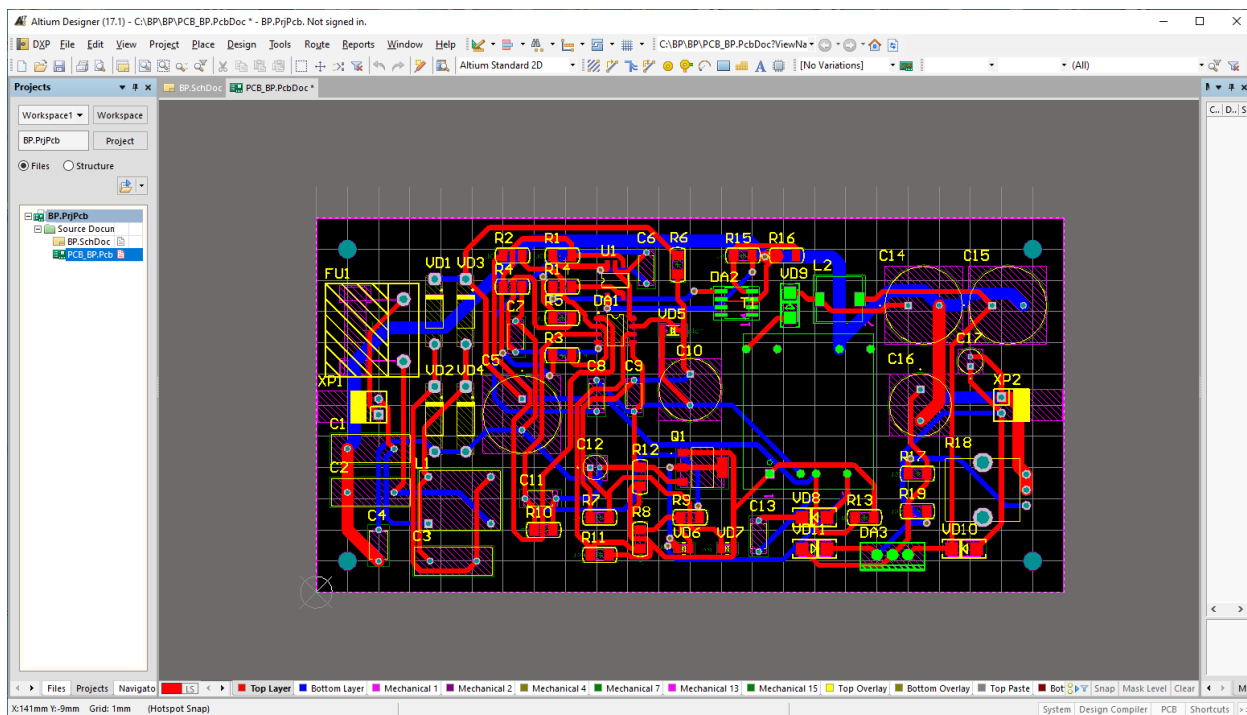 Altium Designer (17.1) - C:\BP\BP\PCB_BP.PcbDoc * - BP.PrjPcb. Not signed in.
DXP File Edit View Project Place Design Tools Route Reports Window Help C:\BP\BP\PCB_BP.PcbDoc?ViewNa
Altium Standard 2D [No Variations] (All)
Projects
BP.SchDoc PCB_BP.PcbDoc *
Workspace1 Workspace
C.. D.. S
BP.PrjPcb Project
Files Structure
BP.PrjPcb
Source Docun
BP.SchDoc
PCB_BP.Pcb
R2 R1 C6 R6 R15 R16
U1
VD1 VD3 C14 C15
FU1 R4 R14 DA2 VD9 L2
DA1 T1
C7 VD5
R3 C17
C10
XP1 VD2 VD4 C5 C8 C9 C16 XP2
C1
Q1
C12 R12 R18
C2 L1 R17
C11 R19
R7 R9 VD8 R13
C4 R10 R8 C13
C3 VD6 VD7 VD11 DA3 VD10
R11
Files Projects Navigato LS Top Layer Bottom Layer Mechanical 1 Mechanical 2 Mechanical 4 Mechanical 7 Mechanical 13 Mechanical 15 Top Overlay Bottom Overlay Top Paste Bot Snap Mask Level Clear
X:141mm Y:-9mm Grid: 1mm (Hotspot Snap) System Design Compiler PCB Shortcuts